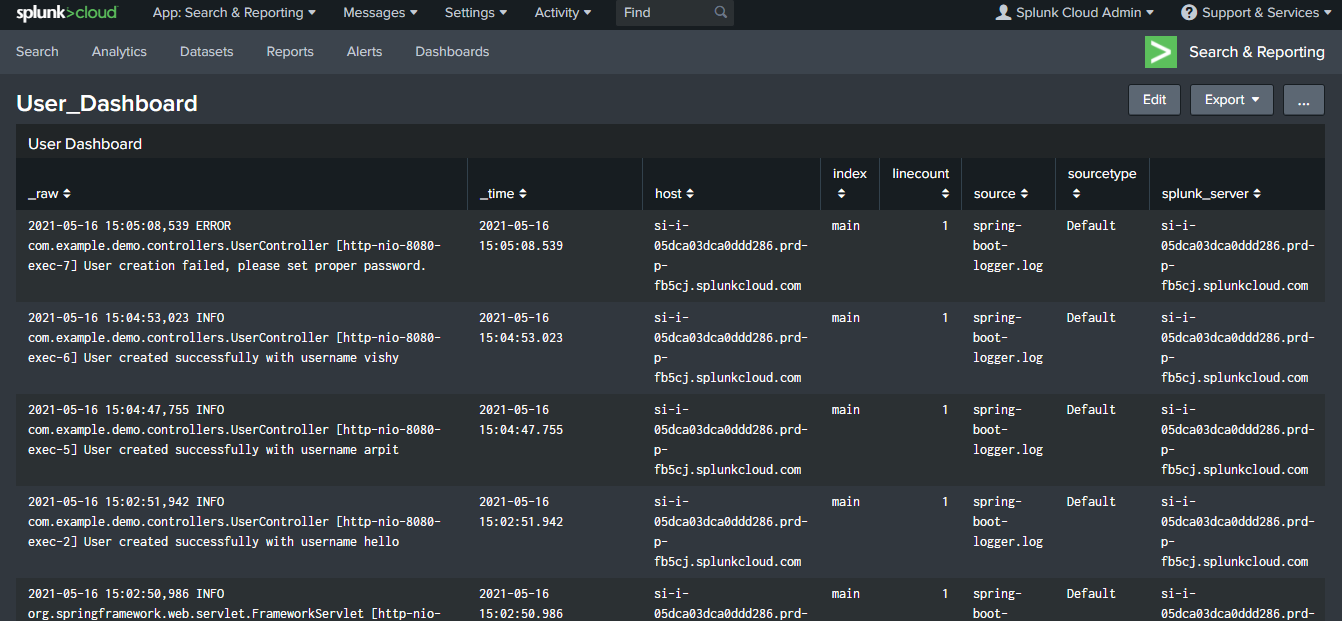 splunk>cloud App: Search & Reporting Messages Settings Activity Find Splunk Cloud Admin Support & Services
Search Analytics Datasets Reports Alerts Dashboards Search & Reporting
User_Dashboard Edit Export ...
User Dashboard
_raw _time host index linecount source sourcetype splunk_server
2021-05-16 15:05:08,539 ERROR 2021-05-16 si-i- main 1 spring- Default si-i-
com.example.demo.controllers.UserController [http-nio-8080- 15:05:08.539 05dca03dca0ddd286.prd- boot- 05dca03dca0ddd286.prd-
exec-7] User creation failed, please set proper password. p- logger.log p-
fb5cj.splunkcloud.com fb5cj.splunkcloud.com
2021-05-16 15:04:53,023 INFO 2021-05-16 si-i- main 1 spring- Default si-i-
com.example.demo.controllers.UserController [http-nio-8080- 15:04:53.023 05dca03dca0ddd286.prd- boot- 05dca03dca0ddd286.prd-
exec-6] User created successfully with username vishy p- logger.log p-
fb5cj.splunkcloud.com fb5cj.splunkcloud.com
2021-05-16 15:04:47,755 INFO 2021-05-16 si-i- main 1 spring- Default si-i-
com.example.demo.controllers.UserController [http-nio-8080- 15:04:47.755 05dca03dca0ddd286.prd- boot- 05dca03dca0ddd286.prd-
exec-5] User created successfully with username arpit p- logger.log p-
fb5cj.splunkcloud.com fb5cj.splunkcloud.com
2021-05-16 15:02:51,942 INFO 2021-05-16 si-i- main 1 spring- Default si-i-
com.example.demo.controllers.UserController [http-nio-8080- 15:02:51.942 05dca03dca0ddd286.prd- boot- 05dca03dca0ddd286.prd-
exec-2] User created successfully with username hello p- logger.log p-
fb5cj.splunkcloud.com fb5cj.splunkcloud.com
2021-05-16 15:02:50,986 INFO 2021-05-16 si-i- main 1 spring- Default si-i-
org.springframework.web.servlet.FrameworkServlet [http-nio- 15:02:50.986 05dca03dca0ddd286.prd- boot- 05dca03dca0ddd286.prd-